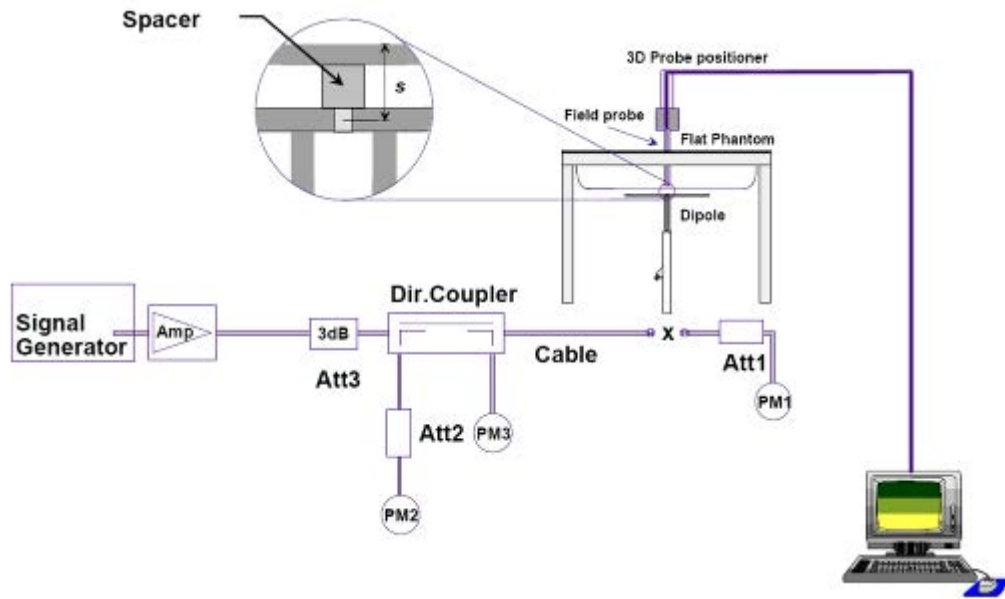 Spacer
s
3D Probe positioner
Field probe
Flat Phantom
Dipole
Signal
Generator
Amp
3dB
Att3
Dir.Coupler
Cable
X
Att1
PM1
Att2
PM3
PM2